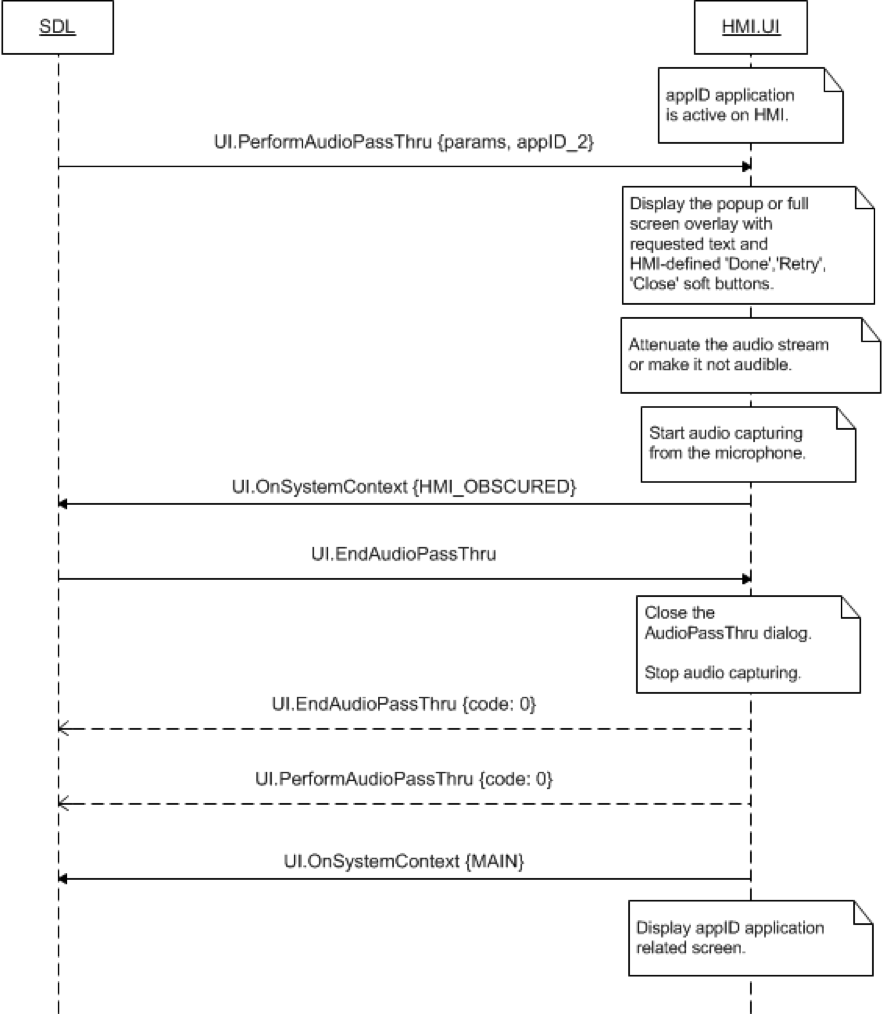 SDL
HMI.UI
appID application
is active on HMI.
UI.PerformAudioPassThru {params, appID_2}
Display the popup or full
screen overlay with
requested text and
HMI-defined 'Done','Retry',
'Close' soft buttons.
Attenuate the audio stream
or make it not audible.
Start audio capturing
from the microphone.
UI.OnSystemContext {HMI_OBSCURED}
UI.EndAudioPassThru
Close the
AudioPassThru dialog.
Stop audio capturing.
UI.EndAudioPassThru {code: 0}
UI.PerformAudioPassThru {code: 0}
UI.OnSystemContext {MAIN}
Display appID application
related screen.